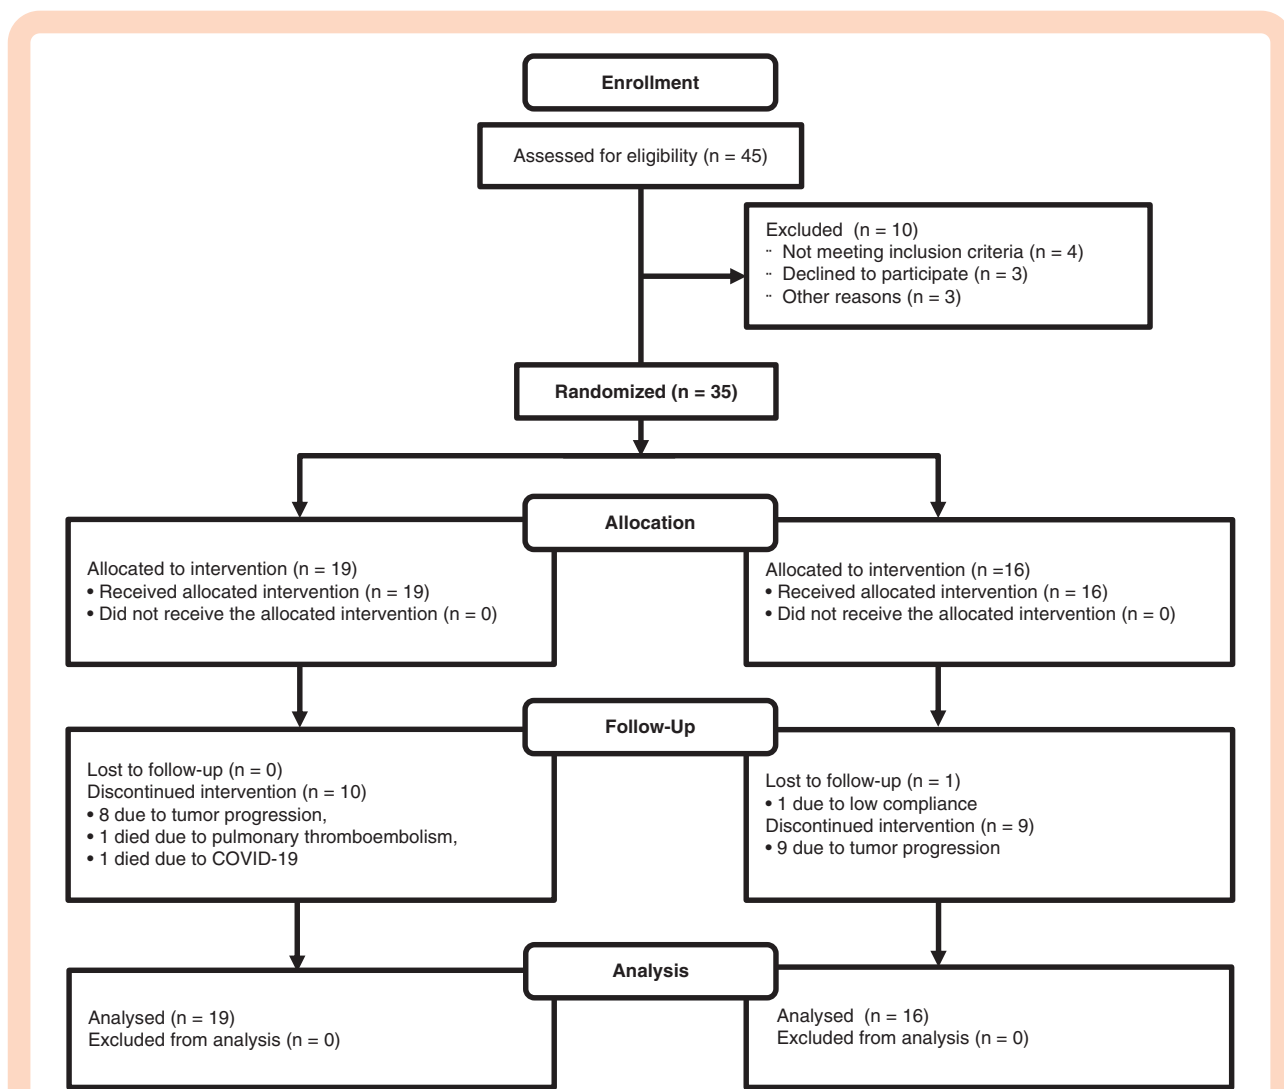 Enrollment
Assessed for eligibility (n = 45)
Excluded  (n = 10)
·· Not meeting inclusion criteria (n = 4)
·· Declined to participate (n = 3)
·· Other reasons (n = 3)
Randomized (n = 35)
Allocation
Allocated to intervention (n = 19)
• Received allocated intervention (n = 19)
• Did not receive the allocated intervention (n = 0)
Allocated to intervention (n =16)
• Received allocated intervention (n = 16)
• Did not receive the allocated intervention (n = 0)
Follow-Up
Lost to follow-up (n = 0)
Discontinued intervention (n = 10)
• 8 due to tumor progression,
• 1 died due to pulmonary thromboembolism,
• 1 died due to COVID-19
Lost to follow-up (n = 1)
• 1 due to low compliance
Discontinued intervention (n = 9)
• 9 due to tumor progression
Analysis
Analysed (n = 19)
Excluded from analysis (n = 0)
Analysed  (n = 16)
Excluded from analysis (n = 0)